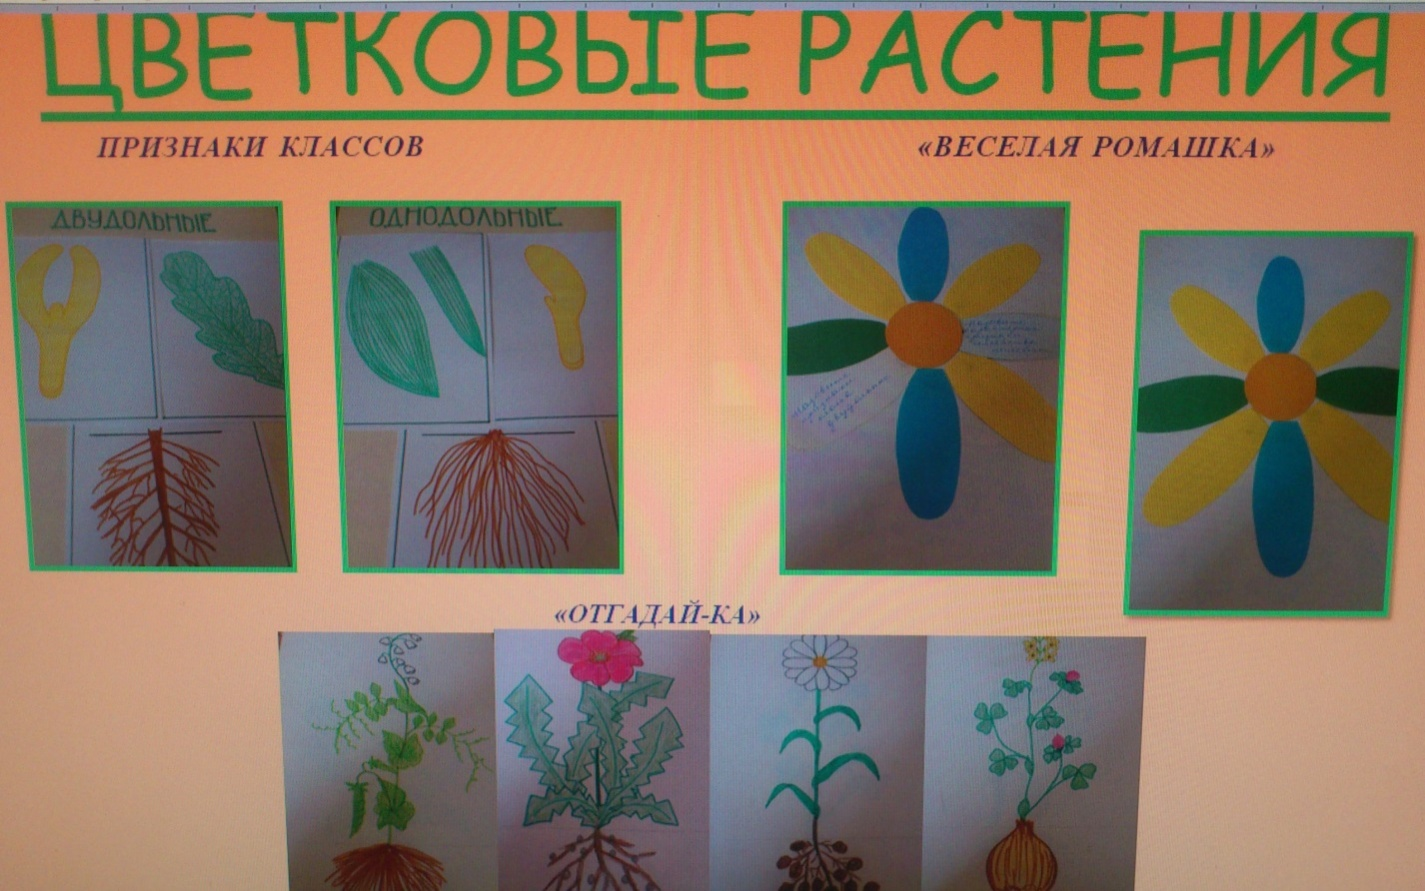 ЦВЕТКОВЫЕ РАСТЕНИЯ
ПРИЗНАКИ КЛАССОВ
«ВЕСЕЛАЯ РОМАШКА»
ДВУДОЛЬНЫЕ
ОДНОДОЛЬНЫЕ
«ОТГАДАЙ-КА»